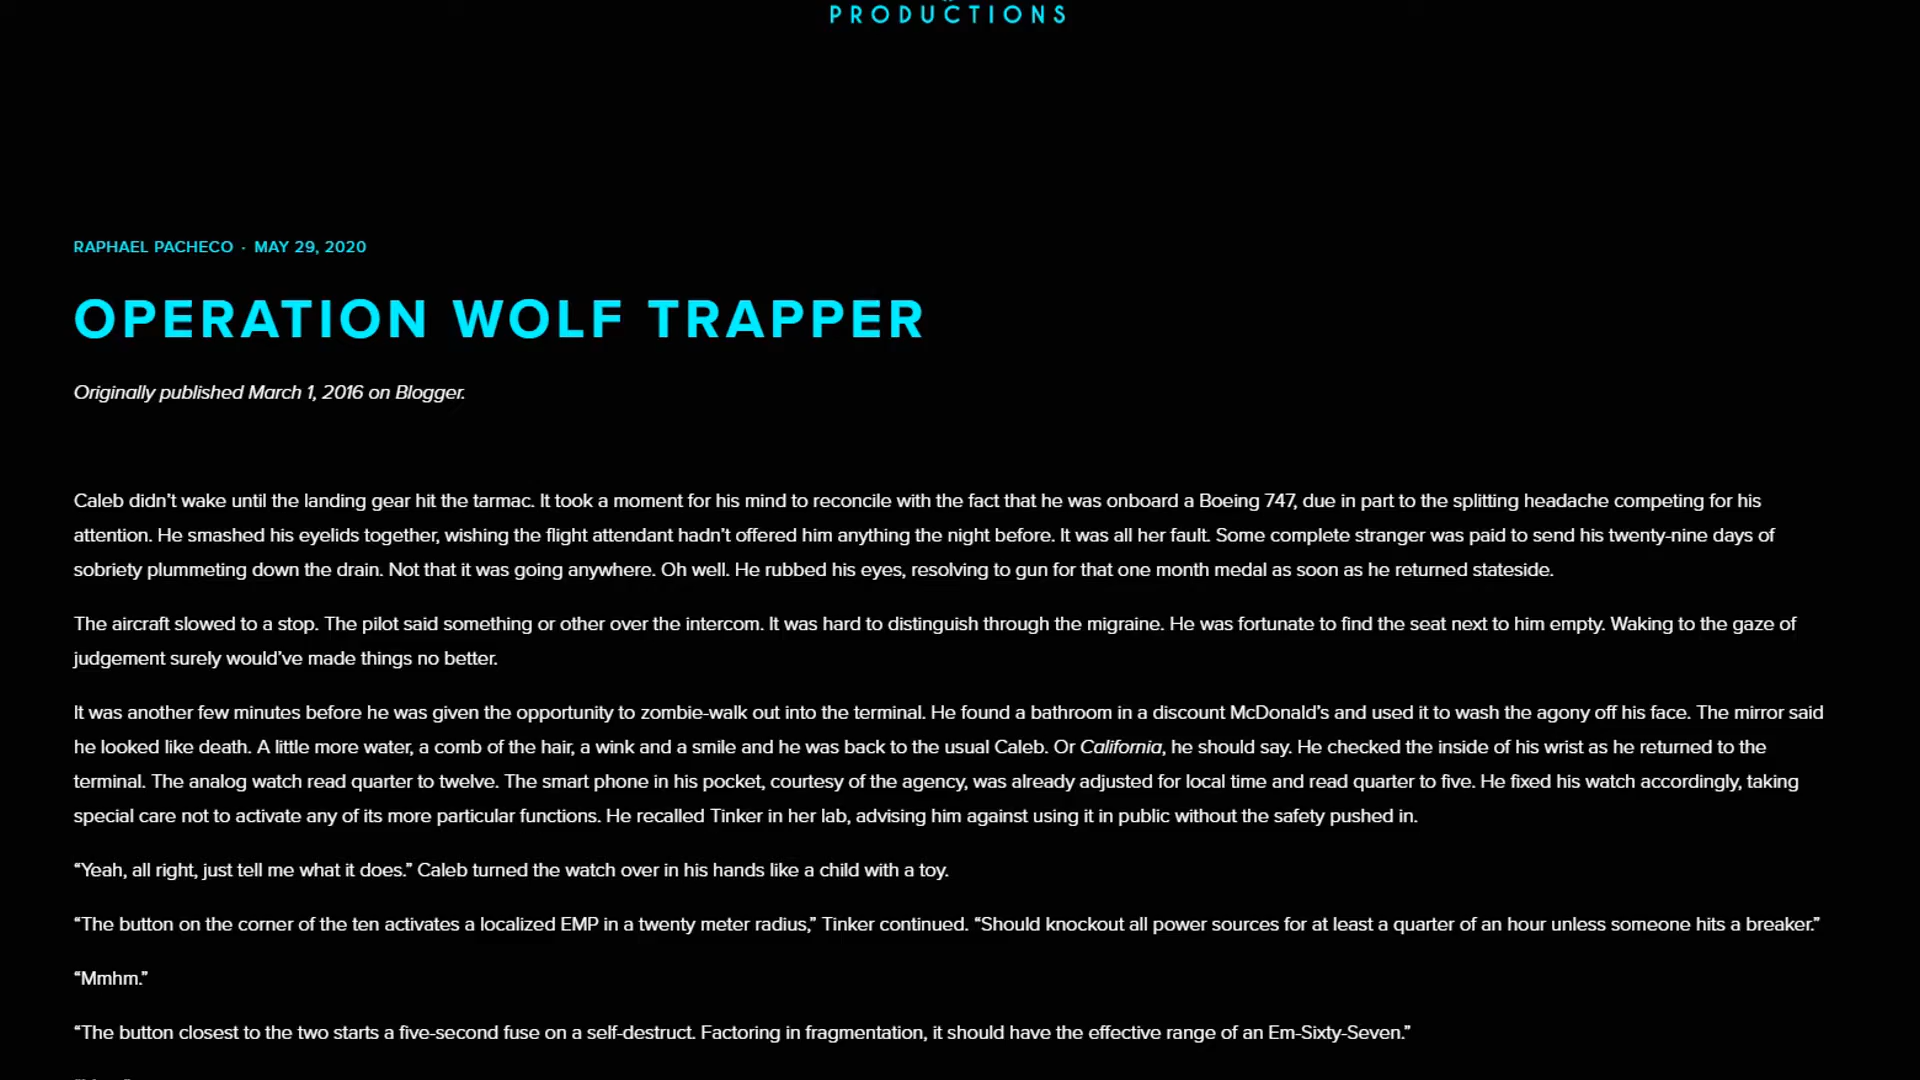 PRODUCTIONS
RAPHAEL PACHECO · MAY 29, 2020
OPERATION WOLF TRAPPER
Originally published March 1, 2016 on Blogger.
Caleb didn’t wake until the landing gear hit the tarmac. It took a moment for his mind to reconcile with the fact that he was onboard a Boeing 747, due in part to the splitting headache competing for his
attention. He smashed his eyelids together, wishing the flight attendant hadn’t offered him anything the night before. It was all her fault. Some complete stranger was paid to send his twenty-nine days of
sobriety plummeting down the drain. Not that it was going anywhere. Oh well. He rubbed his eyes, resolving to gun for that one month medal as soon as he returned stateside.
The aircraft slowed to a stop. The pilot said something or other over the intercom. It was hard to distinguish through the migraine. He was fortunate to find the seat next to him empty. Waking to the gaze of
judgement surely would’ve made things no better.
It was another few minutes before he was given the opportunity to zombie-walk out into the terminal. He found a bathroom in a discount McDonald’s and used it to wash the agony off his face. The mirror said
he looked like death. A little more water, a comb of the hair, a wink and a smile and he was back to the usual Caleb. Or California, he should say. He checked the inside of his wrist as he returned to the
terminal. The analog watch read quarter to twelve. The smart phone in his pocket, courtesy of the agency, was already adjusted for local time and read quarter to five. He fixed his watch accordingly, taking
special care not to activate any of its more particular functions. He recalled Tinker in her lab, advising him against using it in public without the safety pushed in.
“Yeah, all right, just tell me what it does.” Caleb turned the watch over in his hands like a child with a toy.
“The button on the corner of the ten activates a localized EMP in a twenty meter radius,” Tinker continued. “Should knockout all power sources for at least a quarter of an hour unless someone hits a breaker.”
“Mmhm.”
“The button closest to the two starts a five-second fuse on a self-destruct. Factoring in fragmentation, it should have the effective range of an Em-Sixty-Seven.”